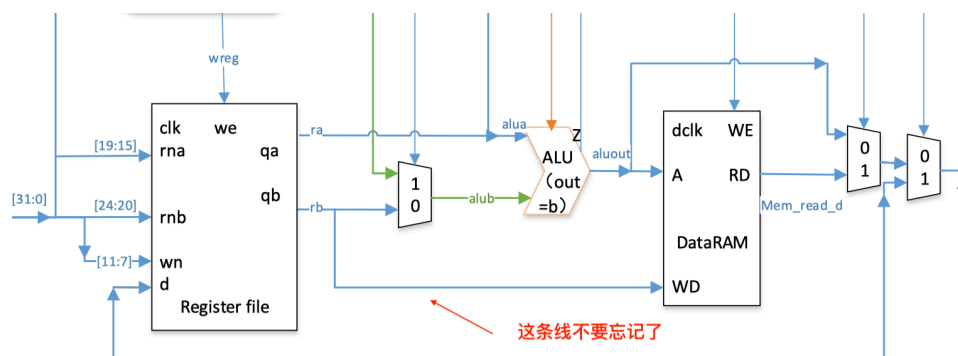 wreg
clk
we
rna
qa
qb
rnb
wn
d
Register file
[19:15]
[31:0]
[24:20]
[11:7]
ra
rb
1
0
alua
alub
Z
ALU
（out
=b）
aluout
dclk
WE
A
RD
DataRAM
WD
Mem_read_d
0
1
0
1
这条线不要忘记了